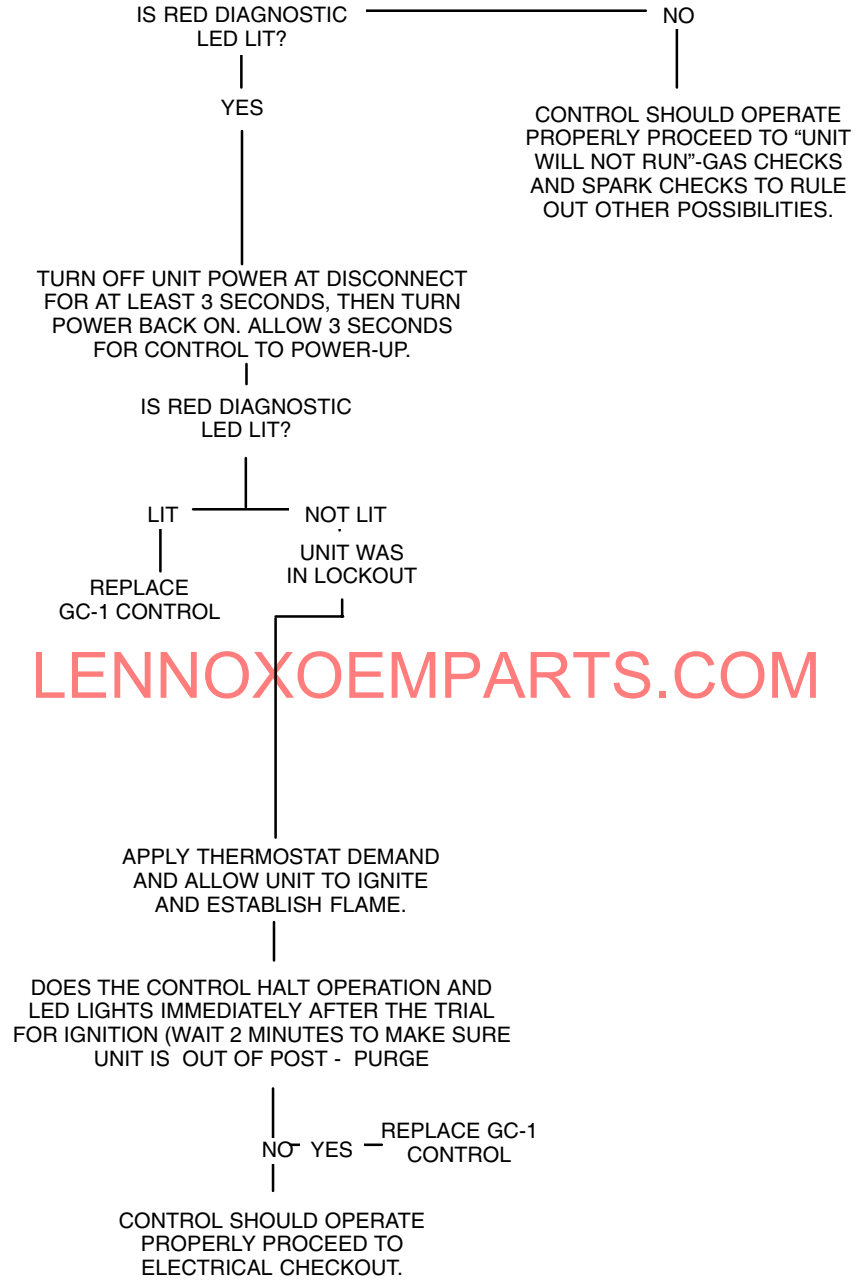 IS RED DIAGNOSTIC
LED LIT?
NO
YES
CONTROL SHOULD OPERATE
PROPERLY PROCEED TO “UNIT
WILL NOT RUN”-GAS CHECKS
AND SPARK CHECKS TO RULE
OUT OTHER POSSIBILITIES.
TURN OFF UNIT POWER AT DISCONNECT
FOR AT LEAST 3 SECONDS, THEN TURN
POWER BACK ON. ALLOW 3 SECONDS
FOR CONTROL TO POWER-UP.
IS RED DIAGNOSTIC
LED LIT?
LIT
NOT LIT
UNIT WAS
IN LOCKOUT
REPLACE
GC-1 CONTROL
LENNOXOEMPARTS.COM
APPLY THERMOSTAT DEMAND
AND ALLOW UNIT TO IGNITE
AND ESTABLISH FLAME.
DOES THE CONTROL HALT OPERATION AND
LED LIGHTS IMMEDIATELY AFTER THE TRIAL
FOR IGNITION (WAIT 2 MINUTES TO MAKE SURE
UNIT IS OUT OF POST - PURGE
NO
YES
REPLACE GC-1
CONTROL
CONTROL SHOULD OPERATE
PROPERLY PROCEED TO
ELECTRICAL CHECKOUT.